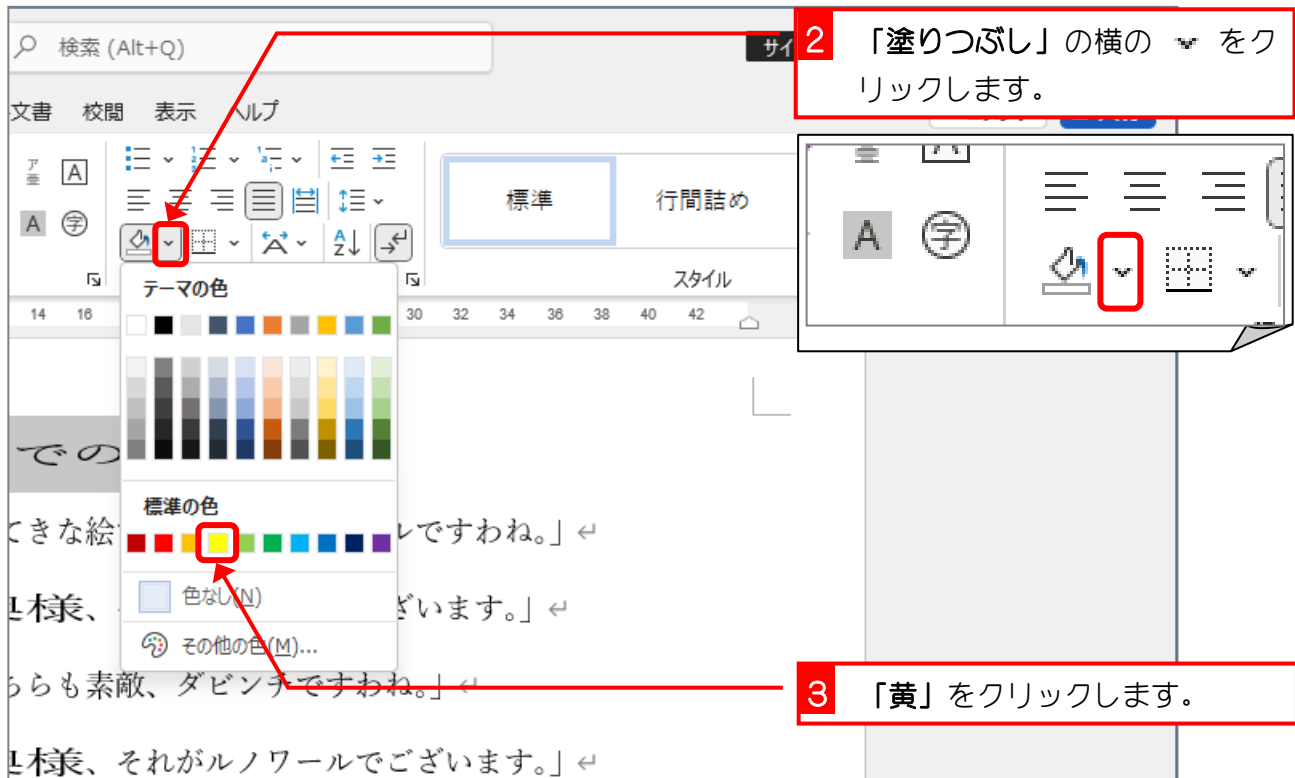 検索 (Alt+Q)
サイ
2 「塗りつぶし」の横の ⌄ をク
リックします。
文書 校閲 表示 ヘルプ
ア亜 A
A 字
A Z↓
標準 行間詰め
スタイル
A 字
14 16 30 32 34 36 38 40 42
テーマの色
での
標準の色
てきな絵 ルですわね。」↵
色なし(N)
様、 ざいます。」↵
その他の色(M)...
ちらも素敵、ダビンチですわね。」↵
3 「黄」をクリックします。
様、それがルノワールでございます。」↵